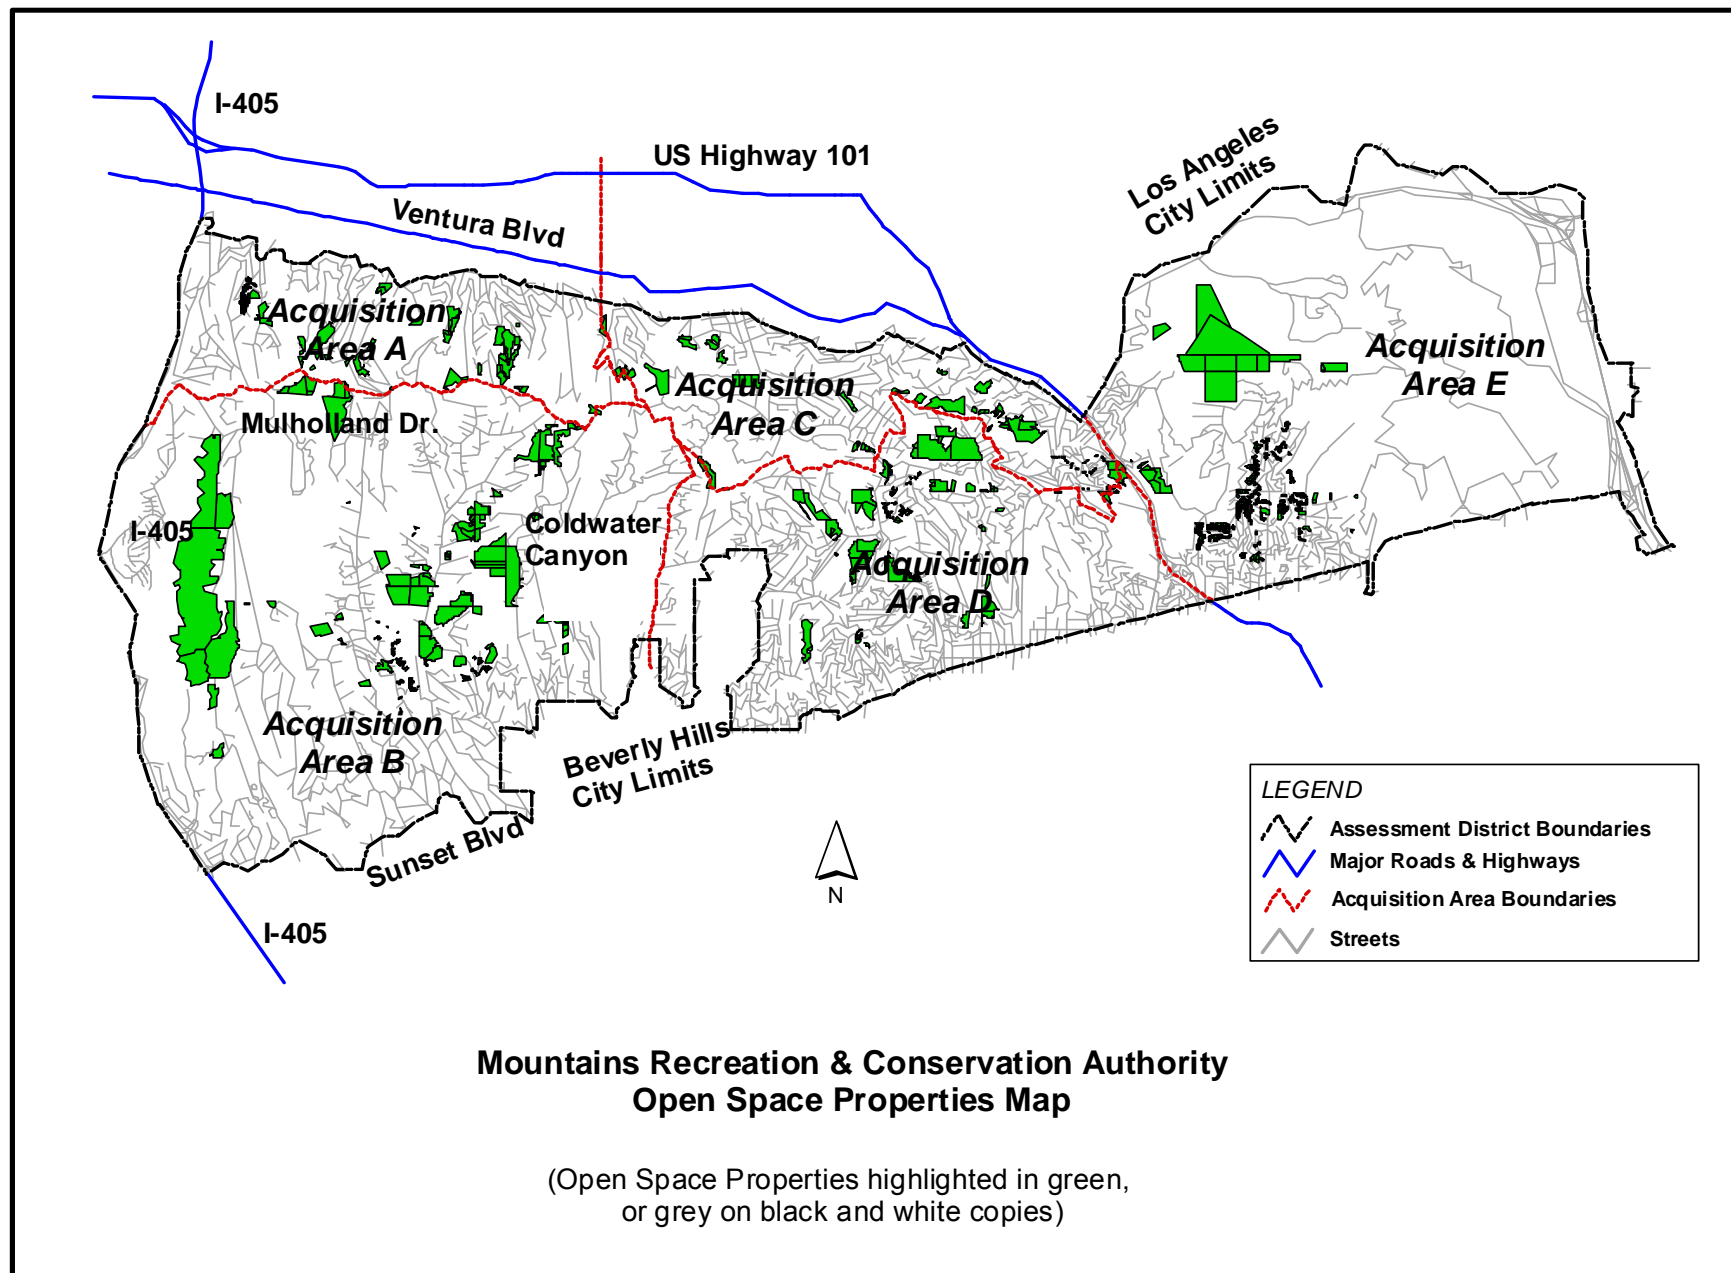 I-405
US Highway 101
Los Angeles
City Limits
Ventura Blvd
Acquisition
Area A
Acquisition
Area E
Acquisition
Area C
Mulholland Dr.
I-405
Coldwater
Canyon
Acquisition
Area D
Acquisition
Area B
Beverly Hills
City Limits
Sunset Blvd
I-405
N
LEGEND
Assessment District Boundaries
Major Roads & Highways
Acquisition Area Boundaries
Streets
Mountains Recreation & Conservation Authority
Open Space Properties Map
(Open Space Properties highlighted in green,
or grey on black and white copies)